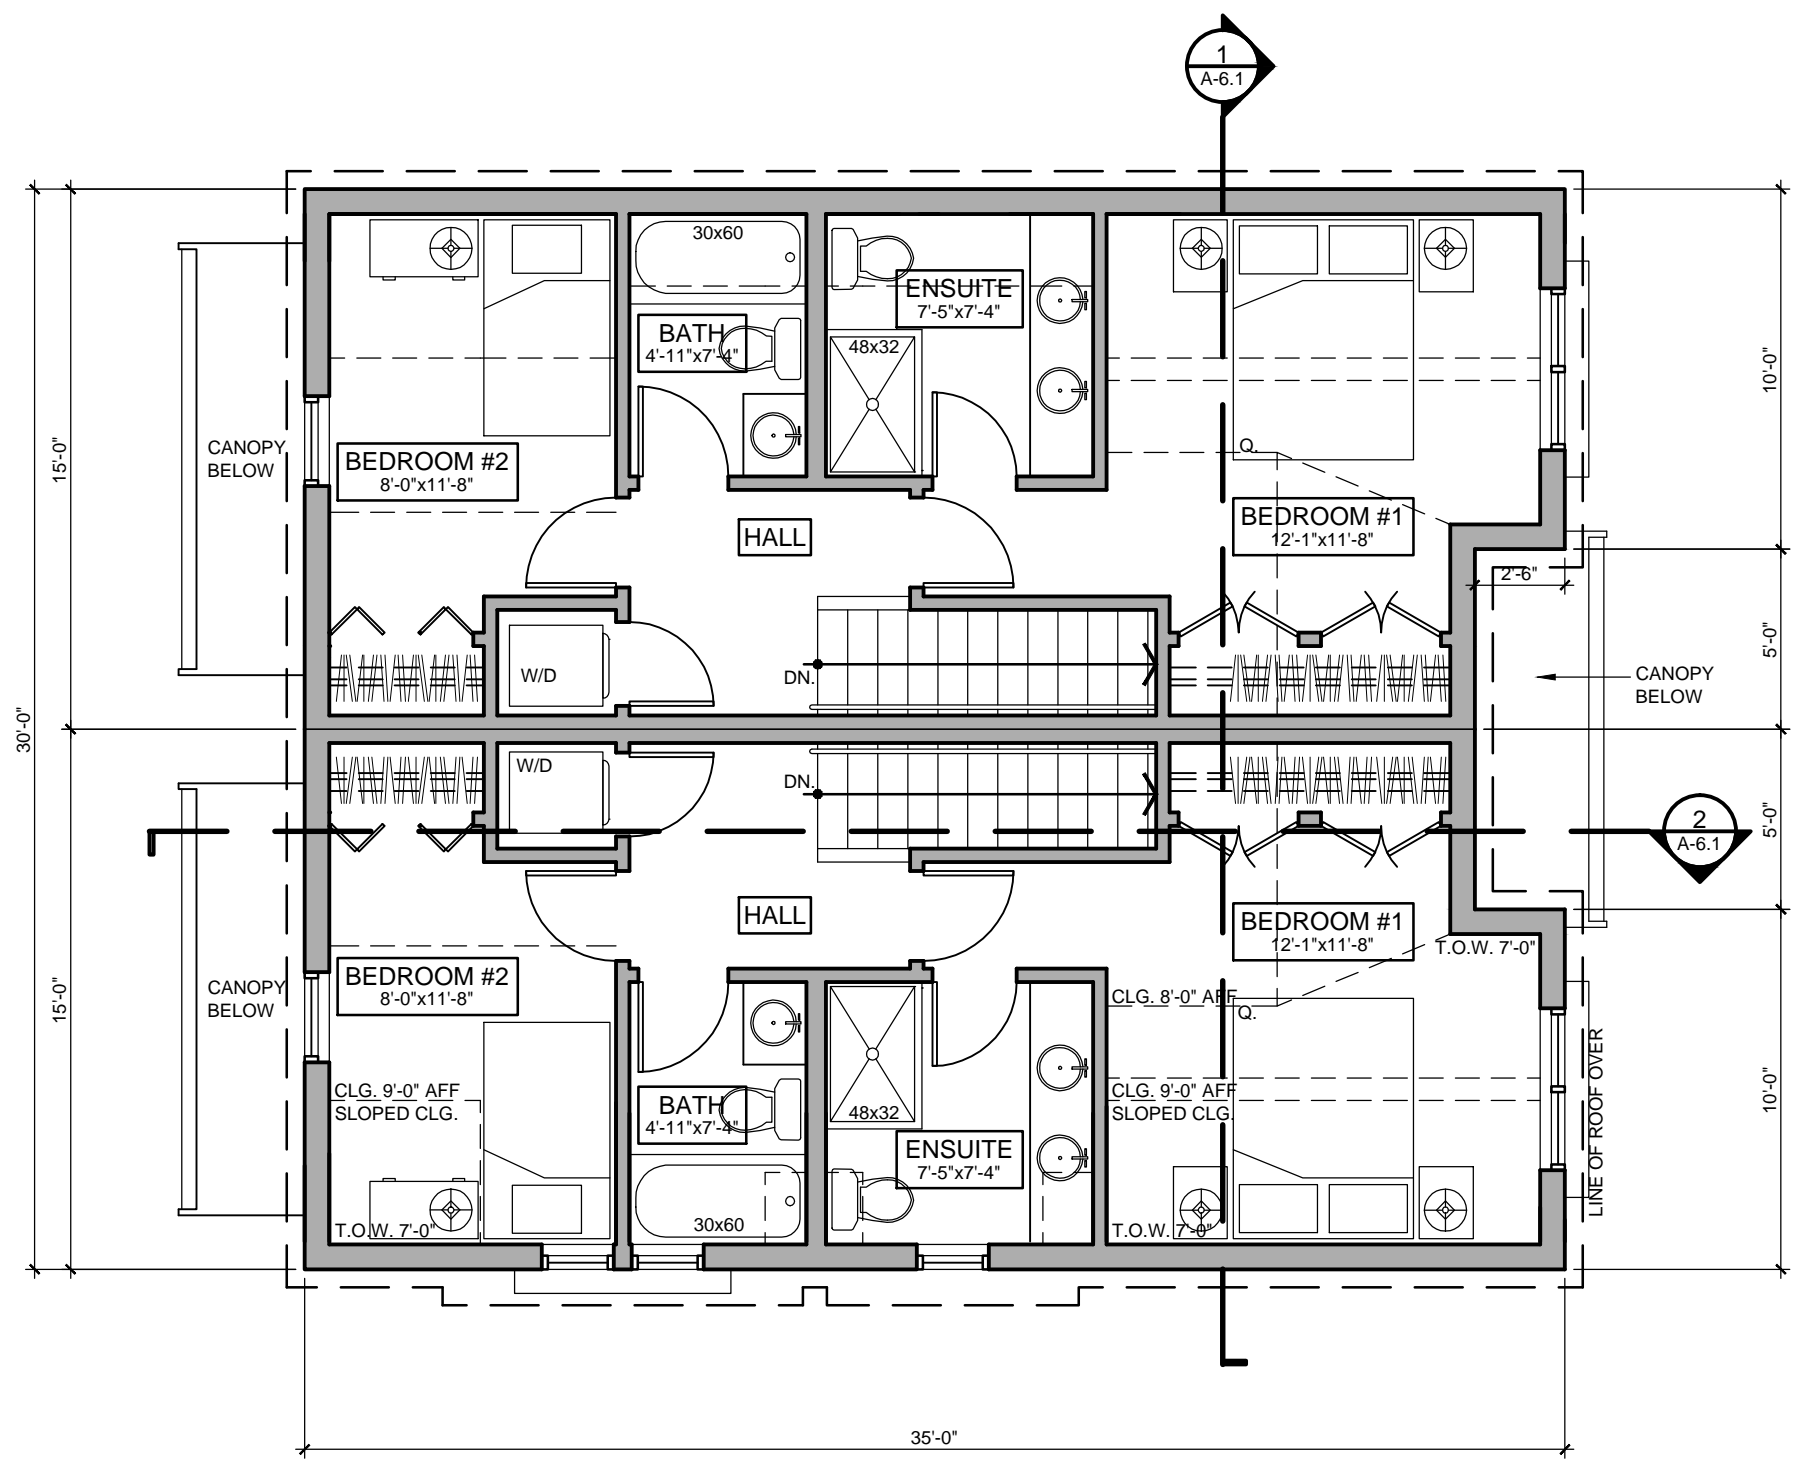 1
A-6.1
30x60
ENSUITE
7'-5"x7'-4"
BATH
4'-11"x7'-4"
48x32
10'-0"
15'-0"
CANOPY
BELOW
BEDROOM #2
8'-0"x11'-8"
Q.
BEDROOM #1
12'-1"x11'-8"
HALL
2'-6"
5'-0"
W/D
DN.
CANOPY
BELOW
30'-0"
W/D
DN.
5'-0"
2
A-6.1
HALL
BEDROOM #1
12'-1"x11'-8"
T.O.W. 7'-0"
BEDROOM #2
8'-0"x11'-8"
CANOPY
BELOW
15'-0"
CLG. 8'-0" AFF
Q.
CLG. 9'-0" AFF
SLOPED CLG.
CLG. 9'-0" AFF
SLOPED CLG.
BATH
4'-11"x7'-4"
48x32
ENSUITE
7'-5"x7'-4"
10'-0"
LINE OF ROOF OVER
T.O.W. 7'-0"
30x60
T.O.W. 7'-0"
35'-0"